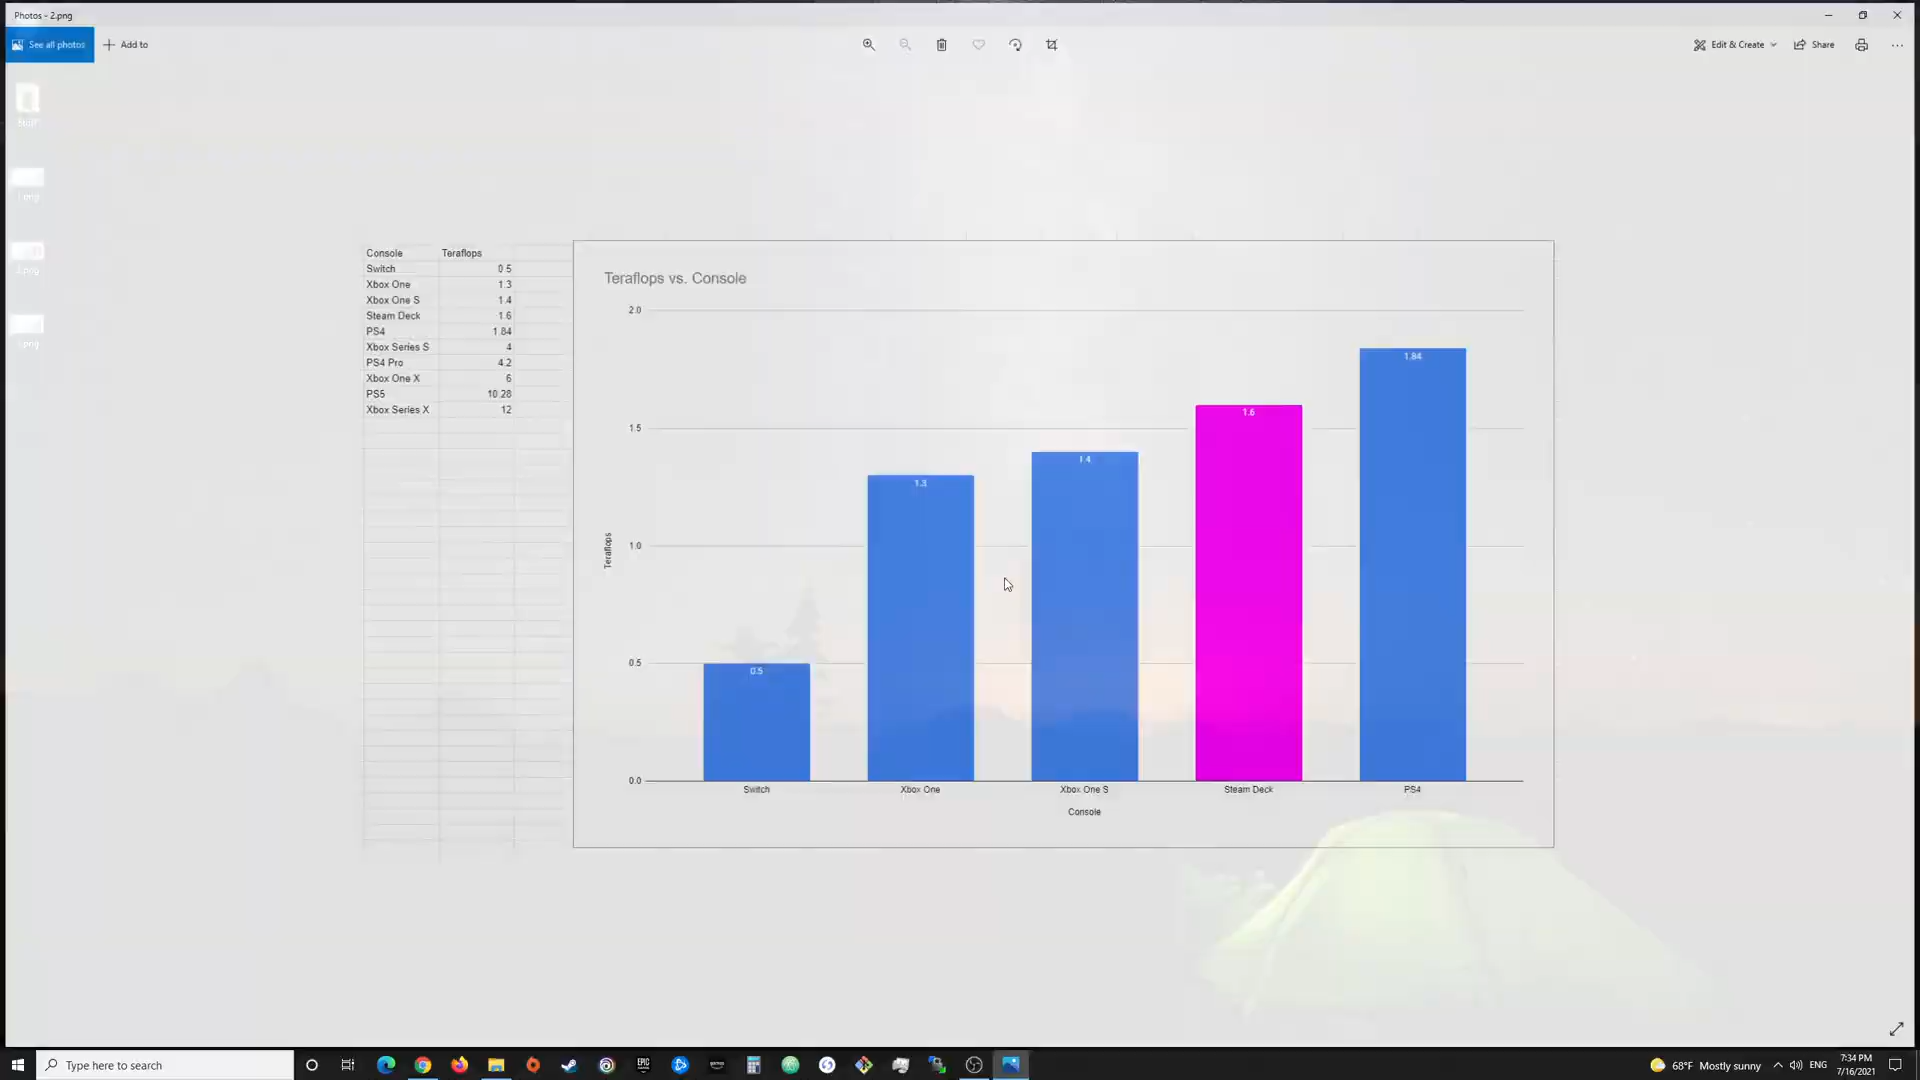 Photos - 2.png
See all photos
Add to
Edit & Create
Share
Console Teraflops
Switch 0.5
Xbox One 1.3
Xbox One S 1.4
Steam Deck 1.6
PS4 1.84
Xbox Series S 4
PS4 Pro 4.2
Xbox One X 6
PS5 10.28
Xbox Series X 12
Teraflops vs. Console
2.0
1.5
1.0
0.5
0.0
Teraflops
0.5
1.3
1.4
1.6
1.84
Switch
Xbox One
Xbox One S
Steam Deck
PS4
Console
Type here to search
EPIC
68°F Mostly sunny
ENG
7:34 PM
7/16/2021